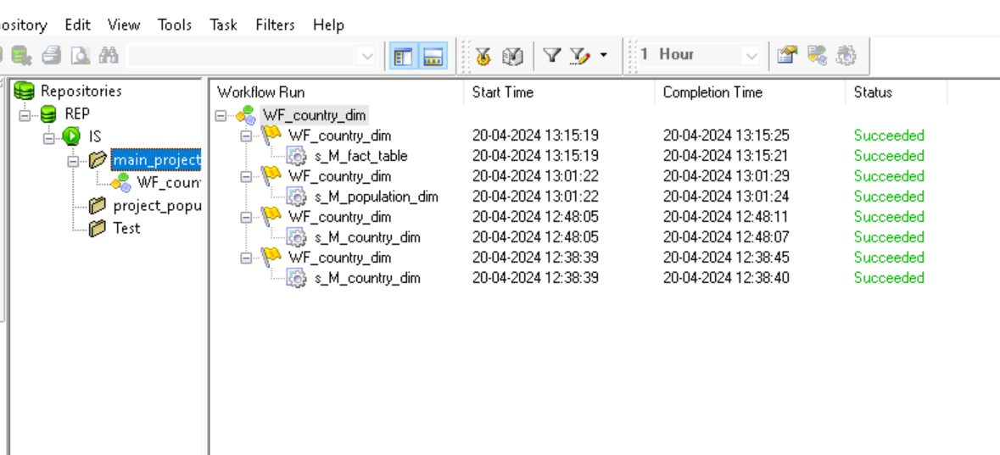 ository Edit View Tools Task Filters Help
1 Hour
Repositories
REP
IS
main_project
WF_coun
project_popu
Test
Workflow Run Start Time Completion Time Status
WF_country_dim
WF_country_dim 20-04-2024 13:15:19 20-04-2024 13:15:25 Succeeded
s_M_fact_table 20-04-2024 13:15:19 20-04-2024 13:15:21 Succeeded
WF_country_dim 20-04-2024 13:01:22 20-04-2024 13:01:29 Succeeded
s_M_population_dim 20-04-2024 13:01:22 20-04-2024 13:01:24 Succeeded
WF_country_dim 20-04-2024 12:48:05 20-04-2024 12:48:11 Succeeded
s_M_country_dim 20-04-2024 12:48:05 20-04-2024 12:48:07 Succeeded
WF_country_dim 20-04-2024 12:38:39 20-04-2024 12:38:45 Succeeded
s_M_country_dim 20-04-2024 12:38:39 20-04-2024 12:38:40 Succeeded